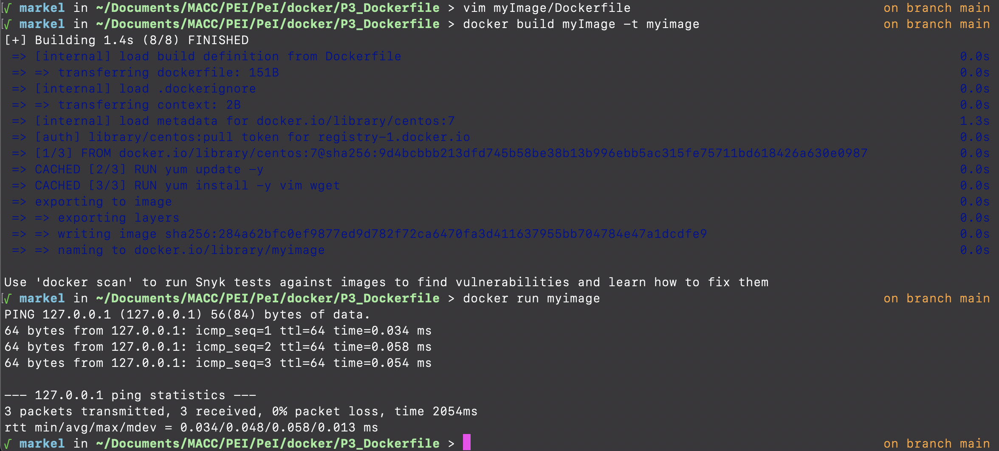 [√ markel in ~/Documents/MACC/PEI/PeI/docker/P3_Dockerfile > vim myImage/Dockerfile on branch main
[√ markel in ~/Documents/MACC/PEI/PeI/docker/P3_Dockerfile > docker build myImage -t myimage on branch main
[+] Building 1.4s (8/8) FINISHED
=> [internal] load build definition from Dockerfile 0.0s
=> => transferring dockerfile: 151B 0.0s
=> [internal] load .dockerignore 0.0s
=> => transferring context: 2B 0.0s
=> [internal] load metadata for docker.io/library/centos:7 1.3s
=> [auth] library/centos:pull token for registry-1.docker.io 0.0s
=> [1/3] FROM docker.io/library/centos:7@sha256:9d4bcbbb213dfd745b58be38b13b996ebb5ac315fe75711bd618426a630e0987 0.0s
=> CACHED [2/3] RUN yum update -y 0.0s
=> CACHED [3/3] RUN yum install -y vim wget 0.0s
=> exporting to image 0.0s
=> => exporting layers 0.0s
=> => writing image sha256:284a62bfc0ef9877ed9d782f72ca6470fa3d411637955bb704784e47a1dcdfe9 0.0s
=> => naming to docker.io/library/myimage 0.0s
Use 'docker scan' to run Snyk tests against images to find vulnerabilities and learn how to fix them
[√ markel in ~/Documents/MACC/PEI/PeI/docker/P3_Dockerfile > docker run myimage on branch main
PING 127.0.0.1 (127.0.0.1) 56(84) bytes of data.
64 bytes from 127.0.0.1: icmp_seq=1 ttl=64 time=0.034 ms
64 bytes from 127.0.0.1: icmp_seq=2 ttl=64 time=0.058 ms
64 bytes from 127.0.0.1: icmp_seq=3 ttl=64 time=0.054 ms
--- 127.0.0.1 ping statistics ---
3 packets transmitted, 3 received, 0% packet loss, time 2054ms
rtt min/avg/max/mdev = 0.034/0.048/0.058/0.013 ms
√ markel in ~/Documents/MACC/PEI/PeI/docker/P3_Dockerfile > on branch main